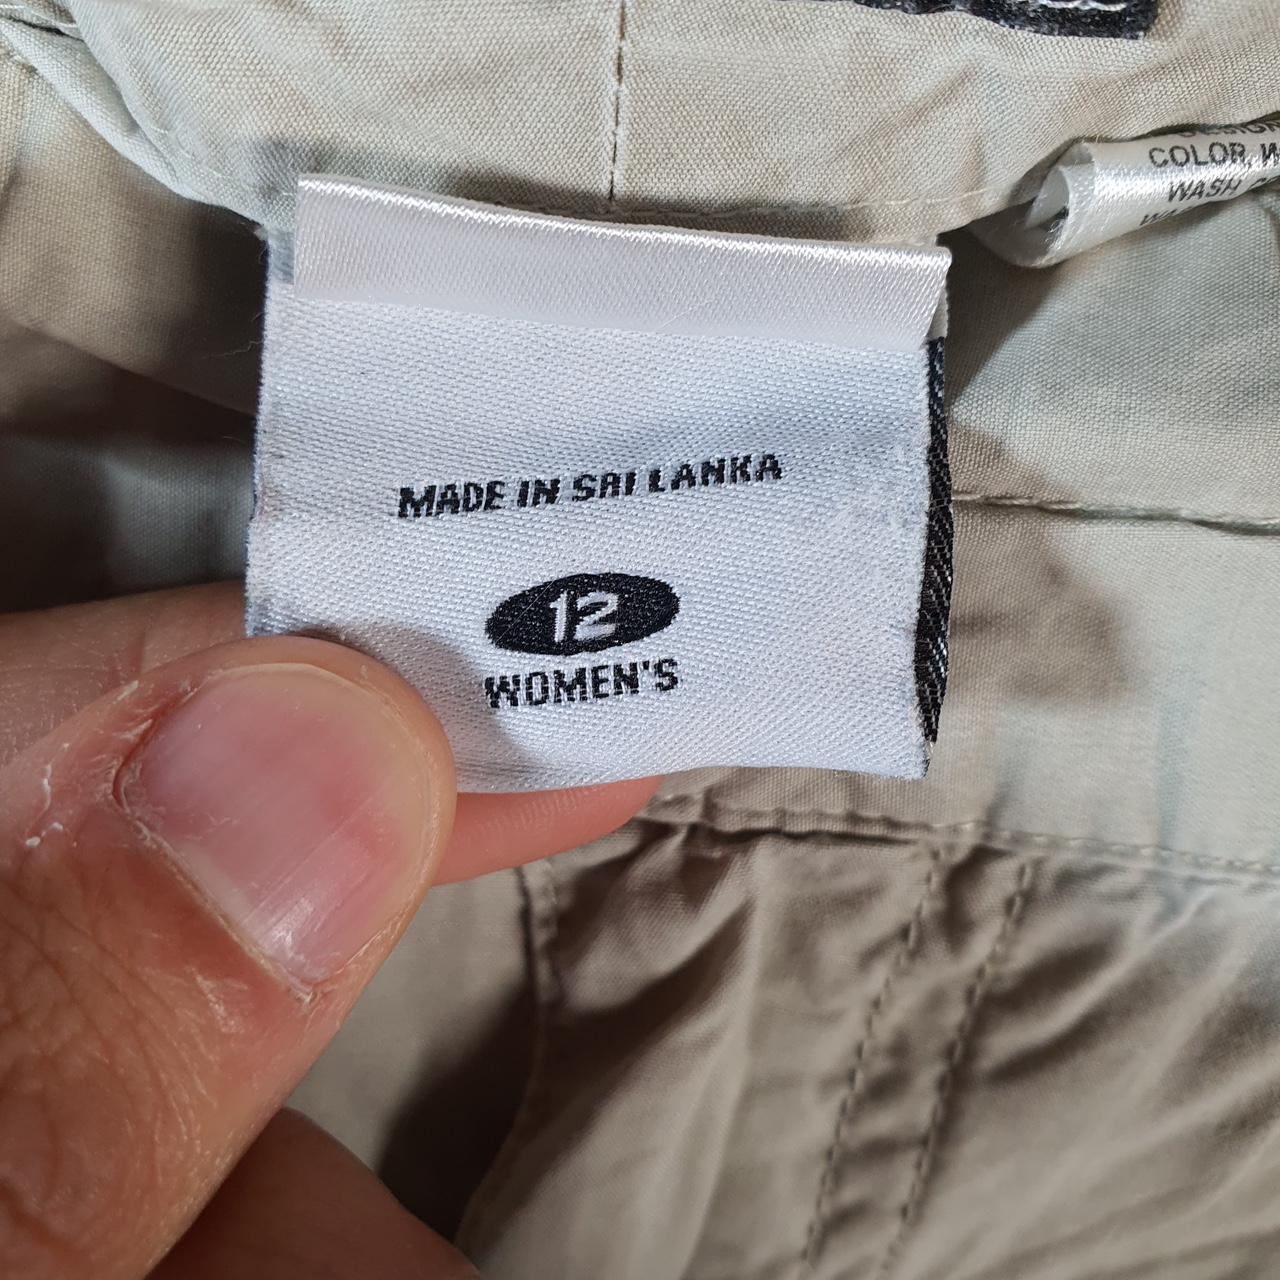 COLOR, W
WASH
MADE IN SRI LANKA
12
WOMEN'S